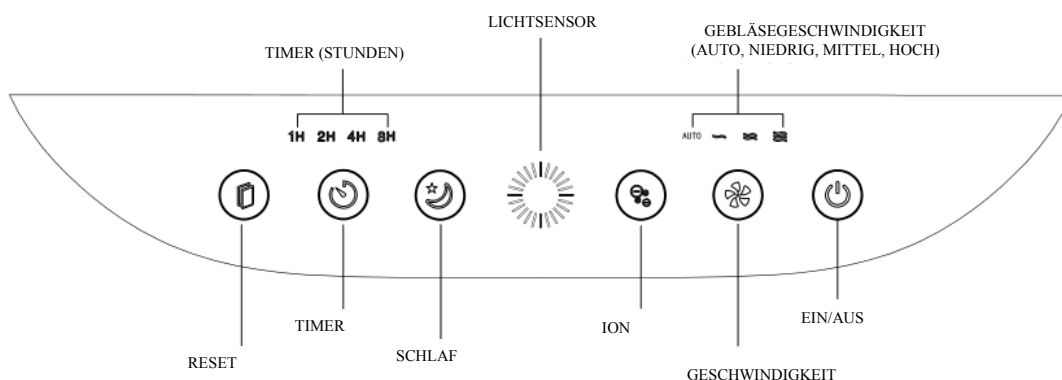 LICHTSENSOR
GEBLÄSEGESCHWINDIGKEIT
(AUTO, NIEDRIG, MITTEL, HOCH)
TIMER (STUNDEN)
1H 2H 4H 8H
AUTO
TIMER
ION
EIN/AUS
RESET
SCHLAF
GESCHWINDIGKEIT